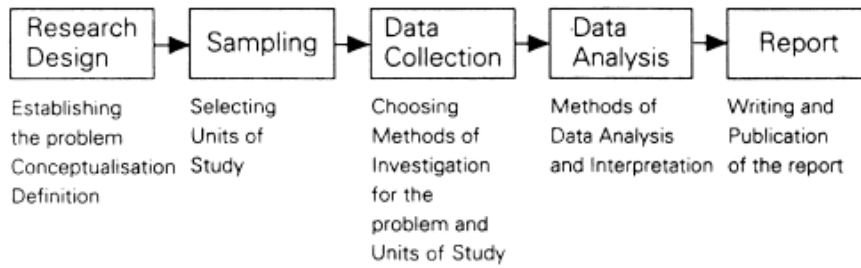 Research
Design
Sampling
Data
Collection
Data
Analysis
Report
Establishing
the problem
Conceptualisation
Definition
Selecting
Units of
Study
Choosing
Methods of
Investigation
for the
problem and
Units of Study
Methods of
Data Analysis
and Interpretation
Writing and
Publication
of the report